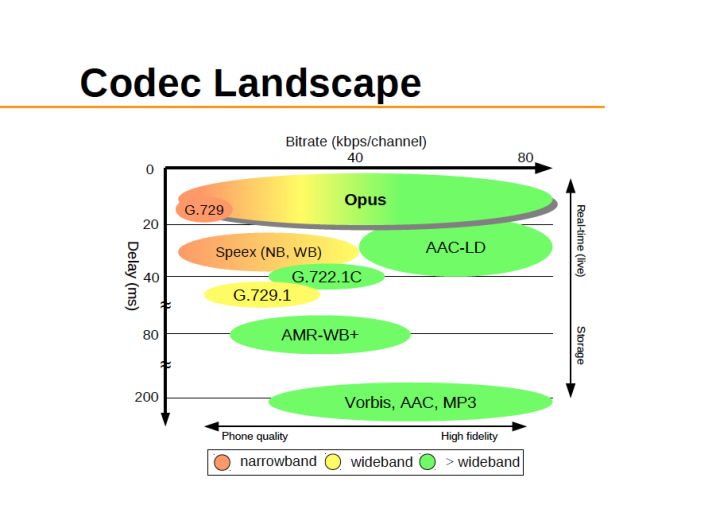 Codec Landscape
Bitrate (kbps/channel)
40 80
0
Opus
G.729
20
Speex (NB, WB)
AAC-LD
G.722.1C
40
G.729.1
80
AMR-WB+
200
Vorbis, AAC, MP3
Delay (ms)
Real-time (live)
Storage
Phone quality High fidelity
narrowband wideband > wideband